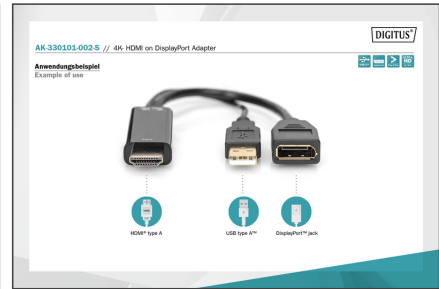 DIGITUS®
AK-330101-002-S // 4K- HDMI on DisplayPort Adapter
Anwendungsbeispiel
Example of use
HDMI® type A
USB type A™
DisplayPort™ jack